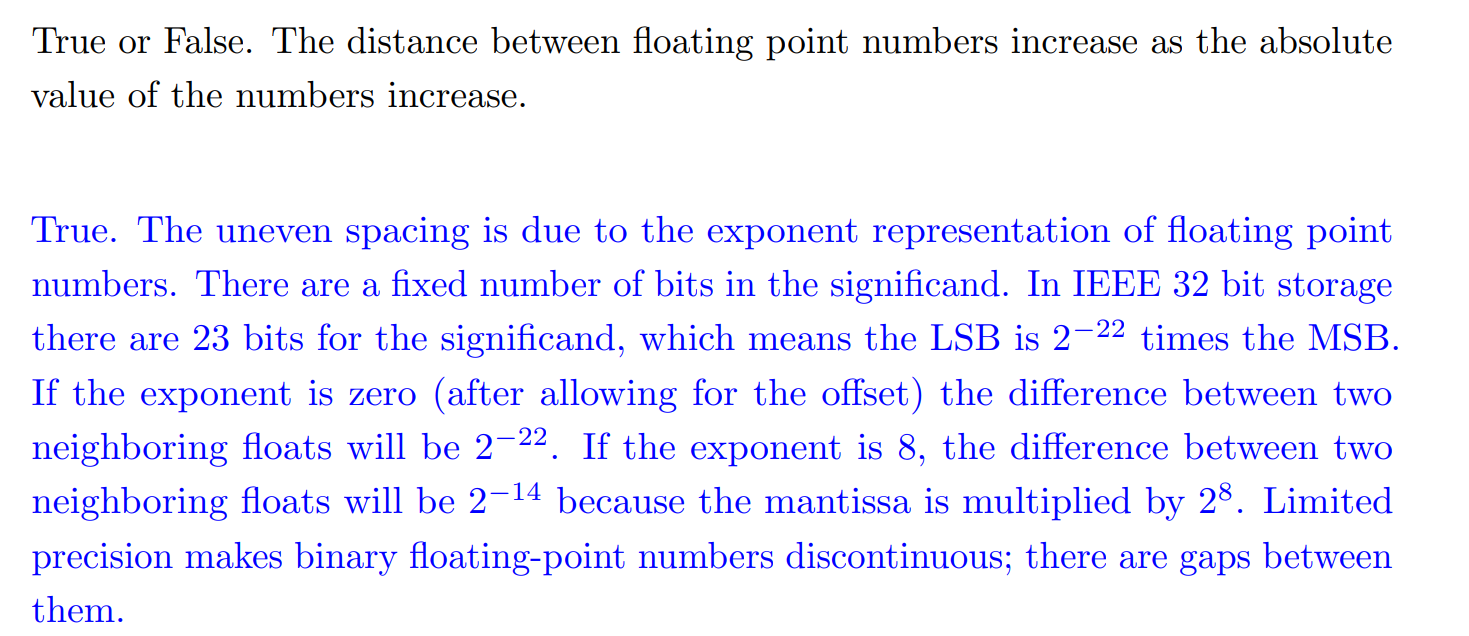 True or False. The distance between floating point numbers increase as the absolute
value of the numbers increase.
True. The uneven spacing is due to the exponent representation of floating point
numbers. There are a fixed number of bits in the significand. In IEEE 32 bit storage
there are 23 bits for the significand, which means the LSB is 2⁻²² times the MSB.
If the exponent is zero (after allowing for the offset) the difference between two
neighboring floats will be 2⁻²². If the exponent is 8, the difference between two
neighboring floats will be 2⁻¹⁴ because the mantissa is multiplied by 2⁸. Limited
precision makes binary floating-point numbers discontinuous; there are gaps between
them.